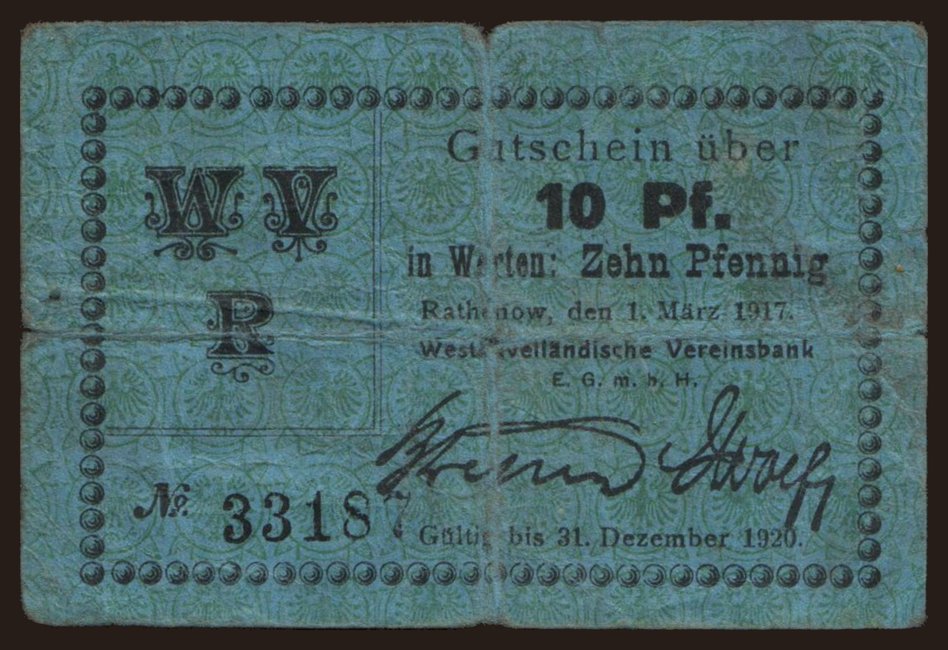 WV
R
Gutschein über
10 Pf.
in Worten: Zehn Pfennig
Rathenow, den 1. März 1917.
Westhavelländische Vereinsbank
E. G. m. b. H.
№ 33187
Gültig bis 31. Dezember 1920.